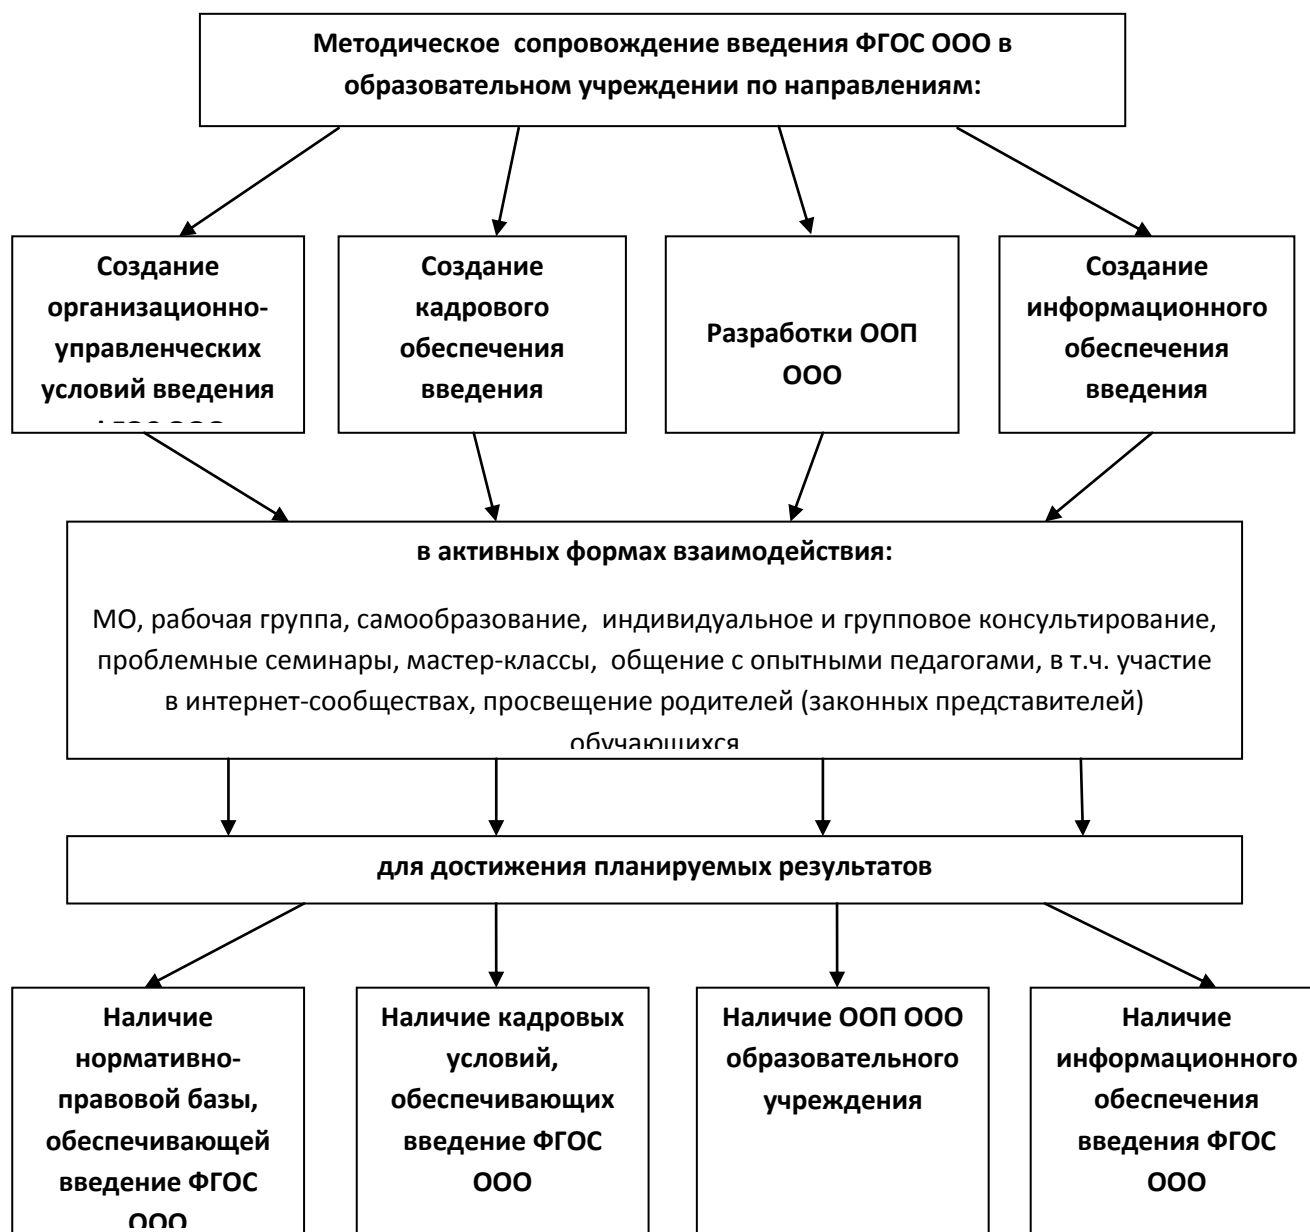 Методическое сопровождение введения ФГОС ООО в
образовательном учреждении по направлениям:
Создание
организационно-
управленческих
условий введения
Создание
кадрового
обеспечения
введения
Разработки ООП
ООО
Создание
информационного
обеспечения
введения
в активных формах взаимодействия:
МО, рабочая группа, самообразование, индивидуальное и групповое консультирование,
проблемные семинары, мастер-классы, общение с опытными педагогами, в т.ч. участие
в интернет-сообществах, просвещение родителей (законных представителей)
обучающихся
для достижения планируемых результатов
Наличие
нормативно-
правовой базы,
обеспечивающей
введение ФГОС
ООО
Наличие кадровых
условий,
обеспечивающих
введение ФГОС
ООО
Наличие ООП ООО
образовательного
учреждения
Наличие
информационного
обеспечения
введения ФГОС
ООО